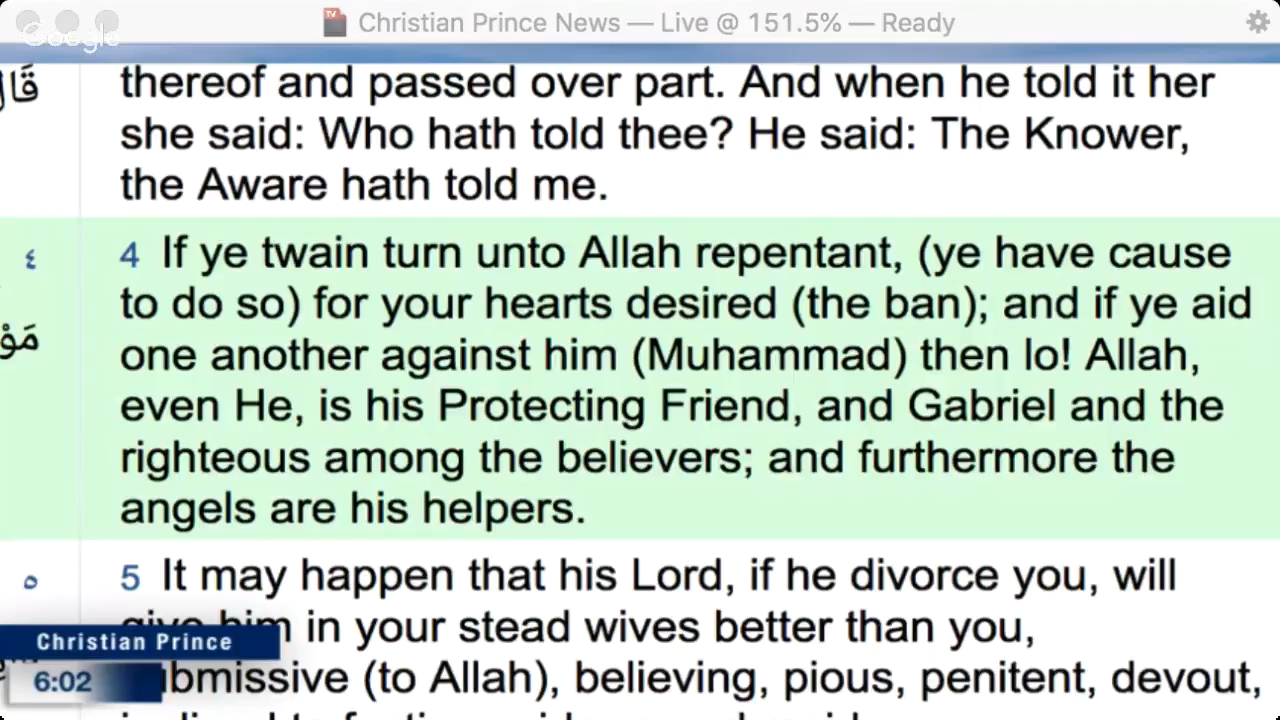 Christian Prince News — Live @ 151.5% — Ready
Google
thereof and passed over part. And when he told it her
she said: Who hath told thee? He said: The Knower,
the Aware hath told me.
٤
4 If ye twain turn unto Allah repentant, (ye have cause
to do so) for your hearts desired (the ban); and if ye aid
one another against him (Muhammad) then lo! Allah,
even He, is his Protecting Friend, and Gabriel and the
righteous among the believers; and furthermore the
angels are his helpers.
٥
5 It may happen that his Lord, if he divorce you, will
give him in your stead wives better than you,
(to Allah), believing, pious, penitent, devout,
Christian Prince
6:02